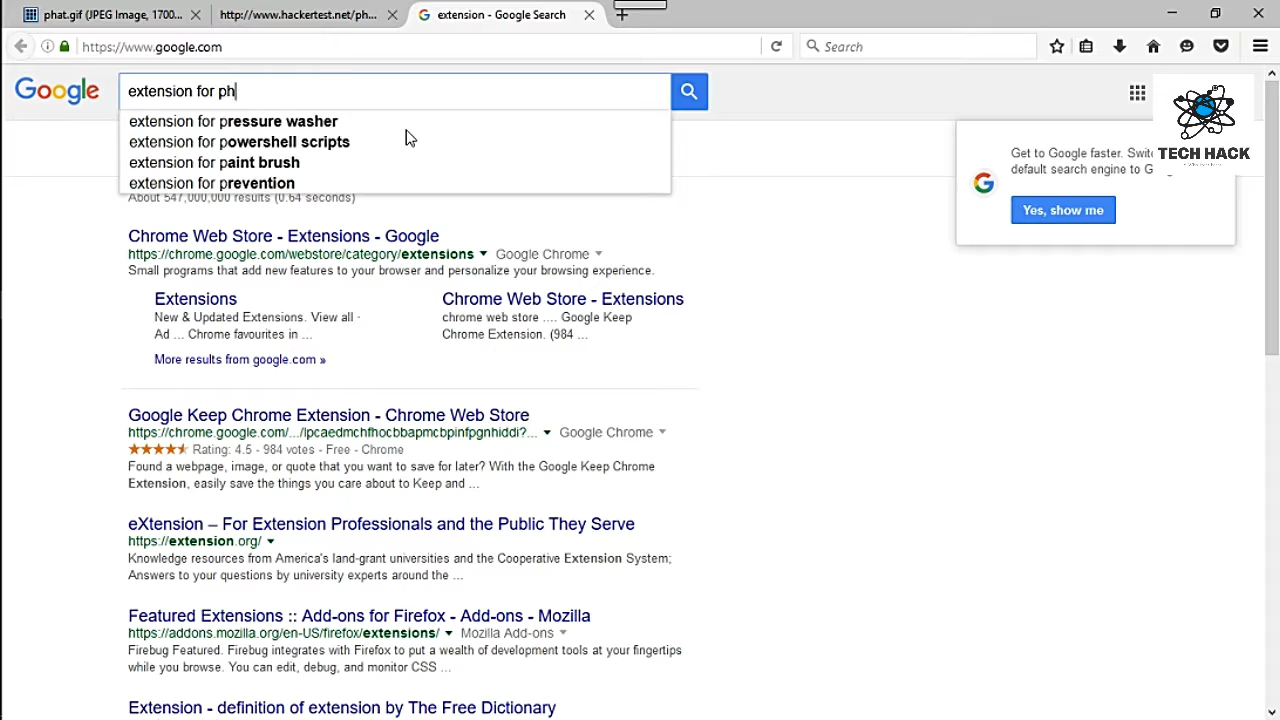 phat.gif (JPEG Image, 1700...
http://www.hackertest.net/ph...
extension - Google Search
https://www.google.com
Search
Google
extension for ph
extension for pressure washer
extension for powershell scripts
extension for paint brush
extension for prevention
About 547,000,000 results (0.64 seconds)
Get to Google faster. Swit
default search engine to G
Yes, show me
TECH HACK
Chrome Web Store - Extensions - Google
https://chrome.google.com/webstore/category/extensions Google Chrome
Small programs that add new features to your browser and personalize your browsing experience.
Extensions
New & Updated Extensions. View all ·
Ad ... Chrome favourites in ...
Chrome Web Store - Extensions
chrome web store .... Google Keep
Chrome Extension. (984 ...
More results from google.com »
Google Keep Chrome Extension - Chrome Web Store
https://chrome.google.com/.../lpcaedmchfhocbbapmcbpinfpgnhiddi?... Google Chrome
Rating: 4.5 - 984 votes - Free - Chrome
Found a webpage, image, or quote that you want to save for later? With the Google Keep Chrome
Extension, easily save the things you care about to Keep and ...
eXtension – For Extension Professionals and the Public They Serve
https://extension.org/
Knowledge resources from America's land-grant universities and the Cooperative Extension System;
Answers to your questions by university experts around the ...
Featured Extensions :: Add-ons for Firefox - Add-ons - Mozilla
https://addons.mozilla.org/en-US/firefox/extensions/ Mozilla Add-ons
Firebug Featured. Firebug integrates with Firefox to put a wealth of development tools at your fingertips
while you browse. You can edit, debug, and monitor CSS ...
Extension - definition of extension by The Free Dictionary